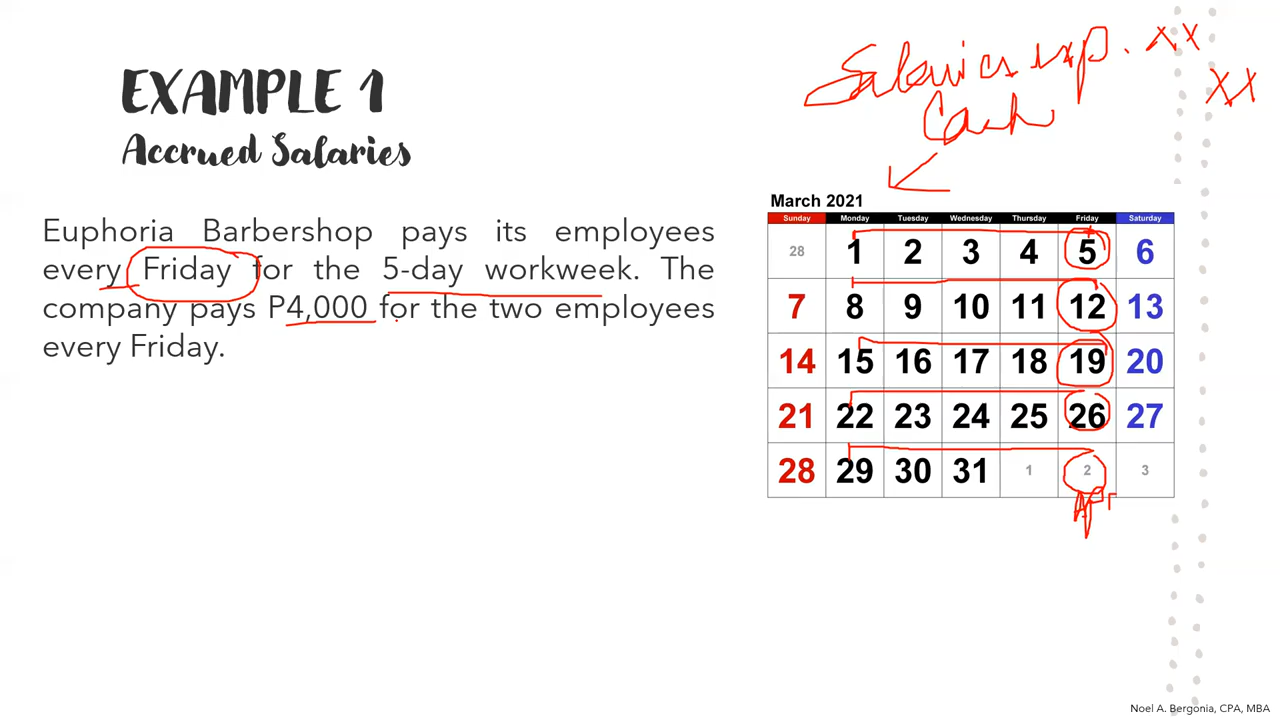 EXAMPLE 1
Accrued Salaries
Salaries exp. xx
Cash xx
Euphoria Barbershop pays its employees
every Friday for the 5-day workweek. The
company pays P4,000 for the two employees
every Friday.
March 2021
Sunday Monday Tuesday Wednesday Thursday Friday Saturday
28 1 2 3 4 5 6
7 8 9 10 11 12 13
14 15 16 17 18 19 20
21 22 23 24 25 26 27
28 29 30 31 1 2 3
Apr
Noel A. Bergonia, CPA, MBA